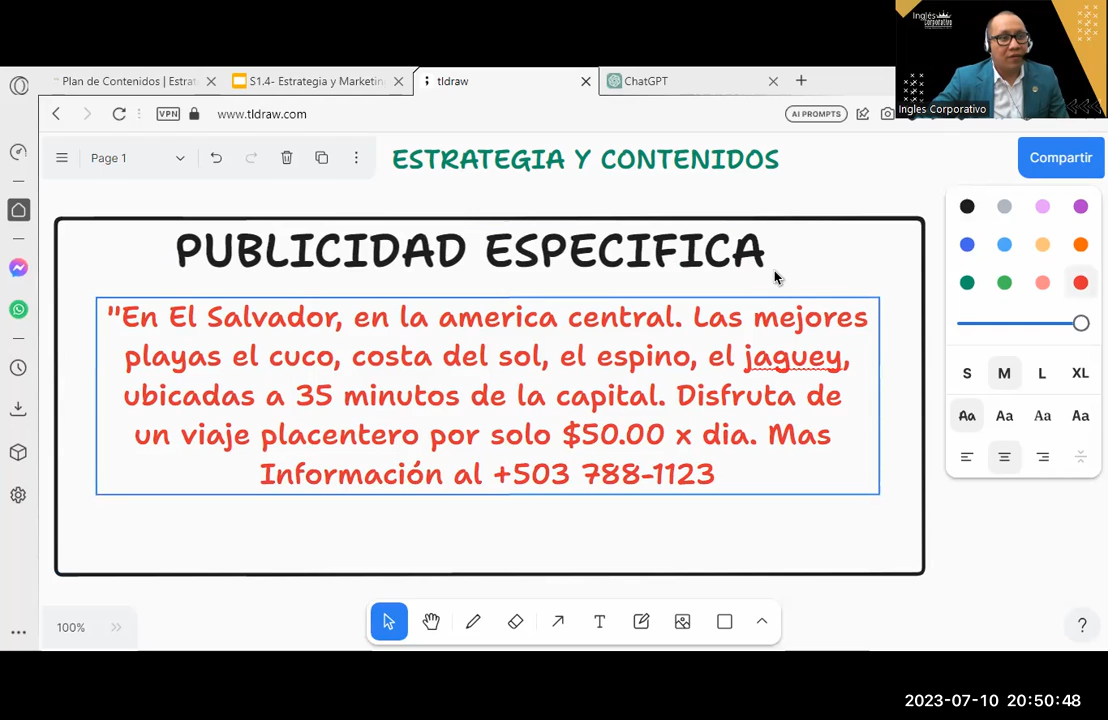 Inglés
Corporativo
Ingles Corporativo
Plan de Contenidos | Estrat
S1.4- Estrategia y Marketin
tldraw
ChatGPT
VPN
www.tldraw.com
AI PROMPTS
Page 1
ESTRATEGIA Y CONTENIDOS
Compartir
PUBLICIDAD ESPECIFICA
"En El Salvador, en la america central. Las mejores
playas el cuco, costa del sol, el espino, el jaguey,
ubicadas a 35 minutos de la capital. Disfruta de
un viaje placentero por solo $50.00 x dia. Mas
Información al +503 788-1123
S M L XL
Aa Aa Aa Aa
100%
T
?
2023-07-10 20:50:48